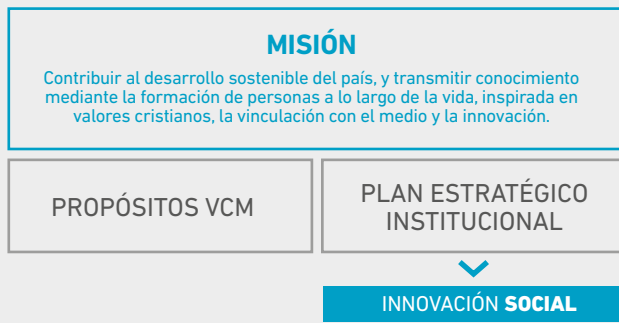 MISIÓN
Contribuir al desarrollo sostenible del país, y transmitir conocimiento
mediante la formación de personas a lo largo de la vida, inspirada en
valores cristianos, la vinculación con el medio y la innovación.
PROPÓSITOS VCM
PLAN ESTRATÉGICO
INSTITUCIONAL
INNOVACIÓN SOCIAL